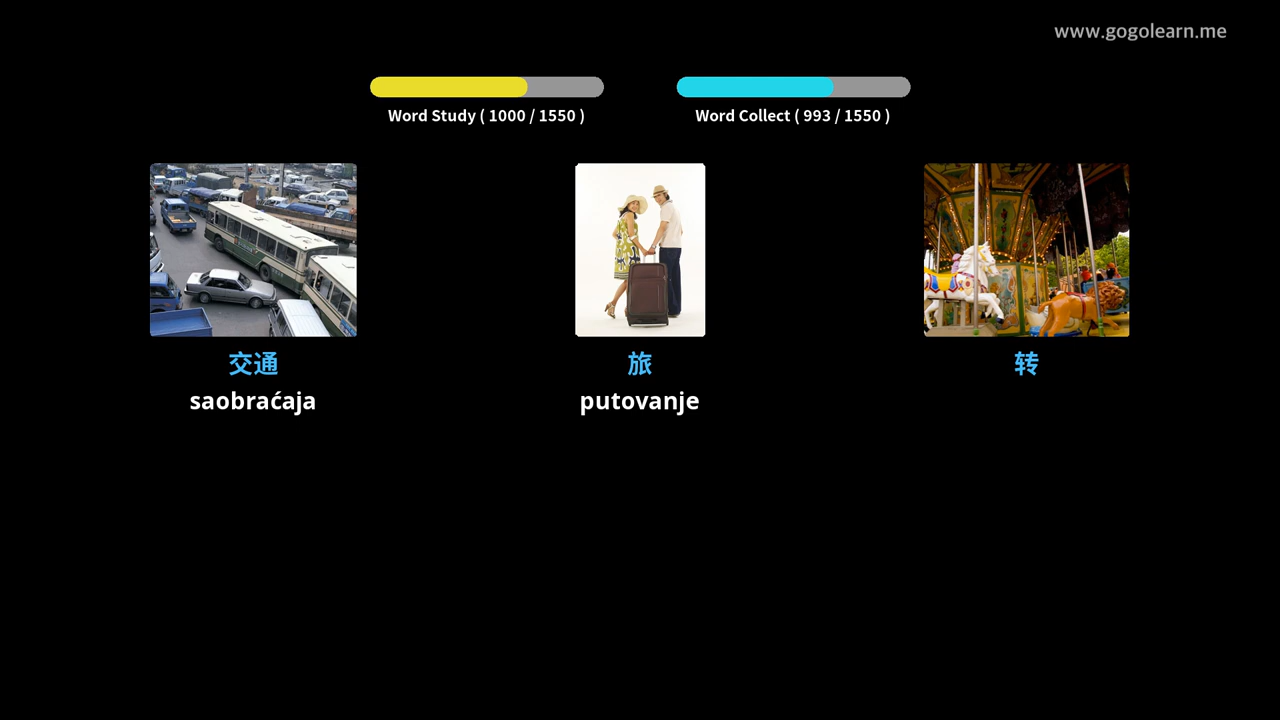 www.gogolearn.me
Word Study ( 1000 / 1550 )
Word Collect ( 993 / 1550 )
交通
旅
转
saobraćaja
putovanje